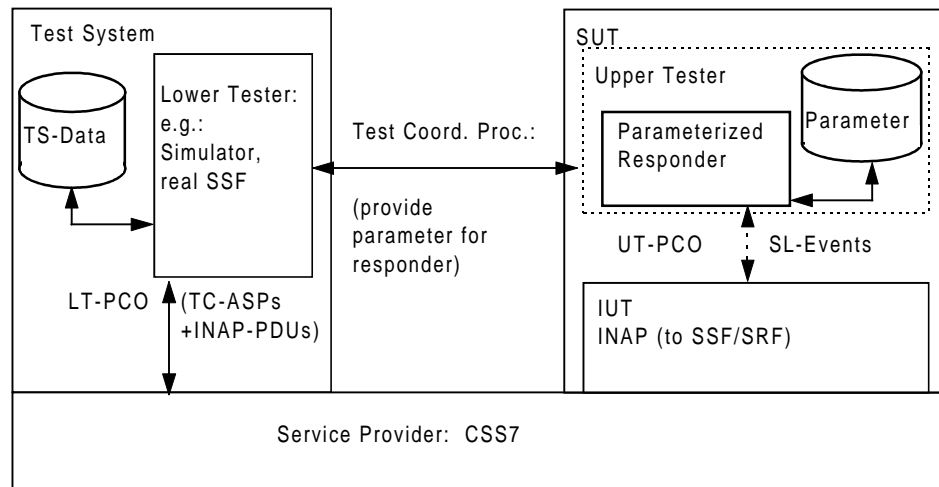 Test System
TS-Data
Lower Tester:
e.g.:
Simulator,
real SSF
LT-PCO
(TC-ASPs
+INAP-PDUs)
Test Coord. Proc.:
(provide
parameter for
responder)
SUT
Upper Tester
Parameterized
Responder
Parameter
UT-PCO
SL-Events
IUT
INAP (to SSF/SRF)
Service Provider: CSS7